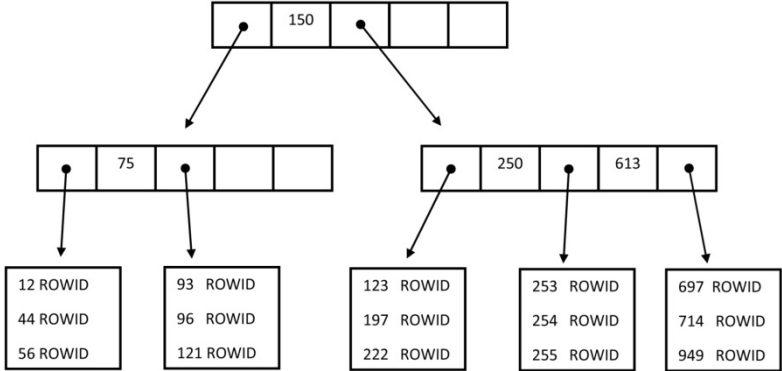 150
75
250 613
12 ROWID
44 ROWID
56 ROWID
93 ROWID
96 ROWID
121 ROWID
123 ROWID
197 ROWID
222 ROWID
253 ROWID
254 ROWID
255 ROWID
697 ROWID
714 ROWID
949 ROWID